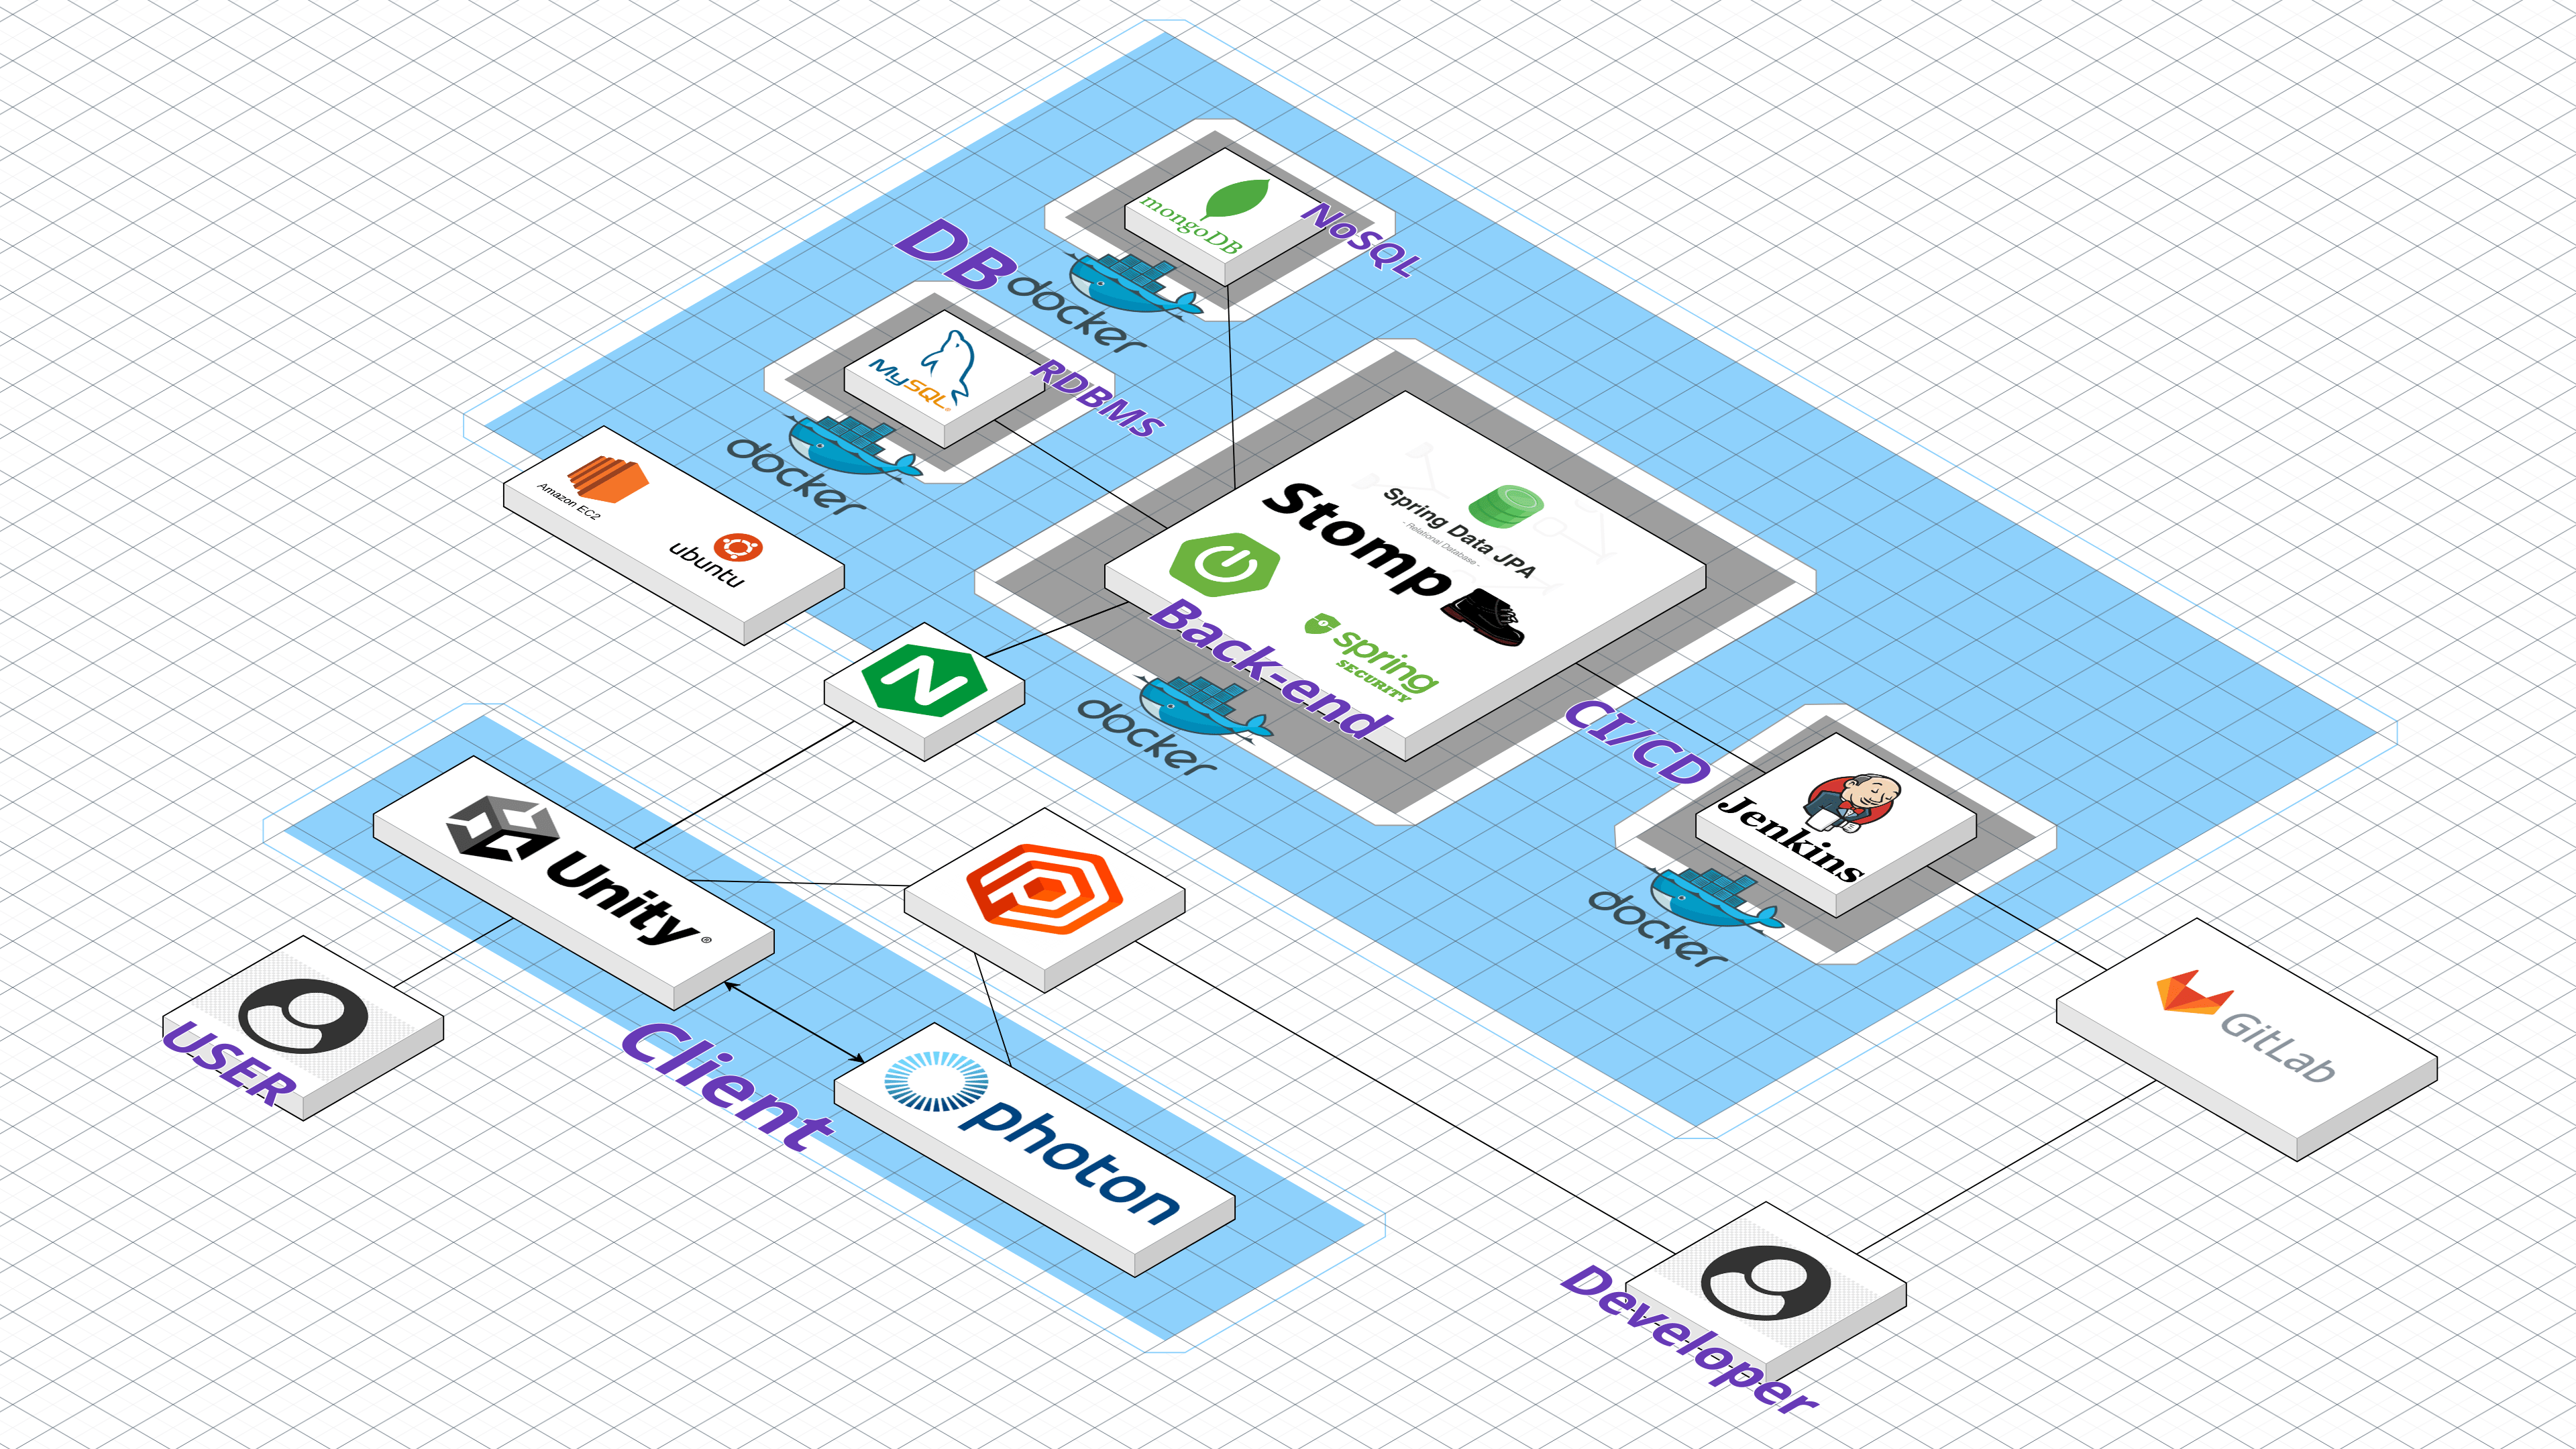 mongoDB
NoSQL
DB
docker
MySQL®
RDBMS
docker
Amazon EC2
ubuntu
Spring Data JPA
- Relational Database -
Stomp
spring
SECURITY
Back-end
docker
CI/CD
Jenkins
docker
Unity®
GitLab
USER
Client
photon
Developer